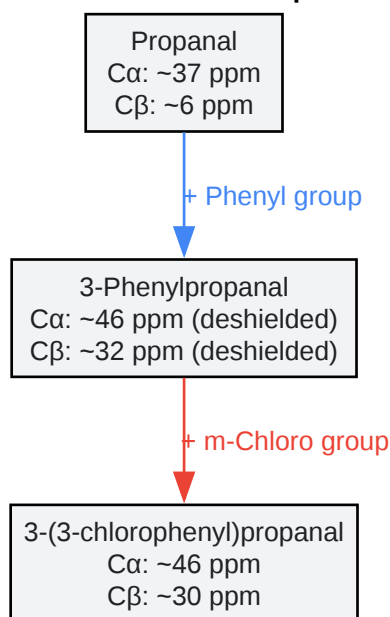 Propanal
Cα: ~37 ppm
Cβ: ~6 ppm
+ Phenyl group
3-Phenylpropanal
Cα: ~46 ppm (deshielded)
Cβ: ~32 ppm (deshielded)
+ m-Chloro group
3-(3-chlorophenyl)propanal
Cα: ~46 ppm
Cβ: ~30 ppm